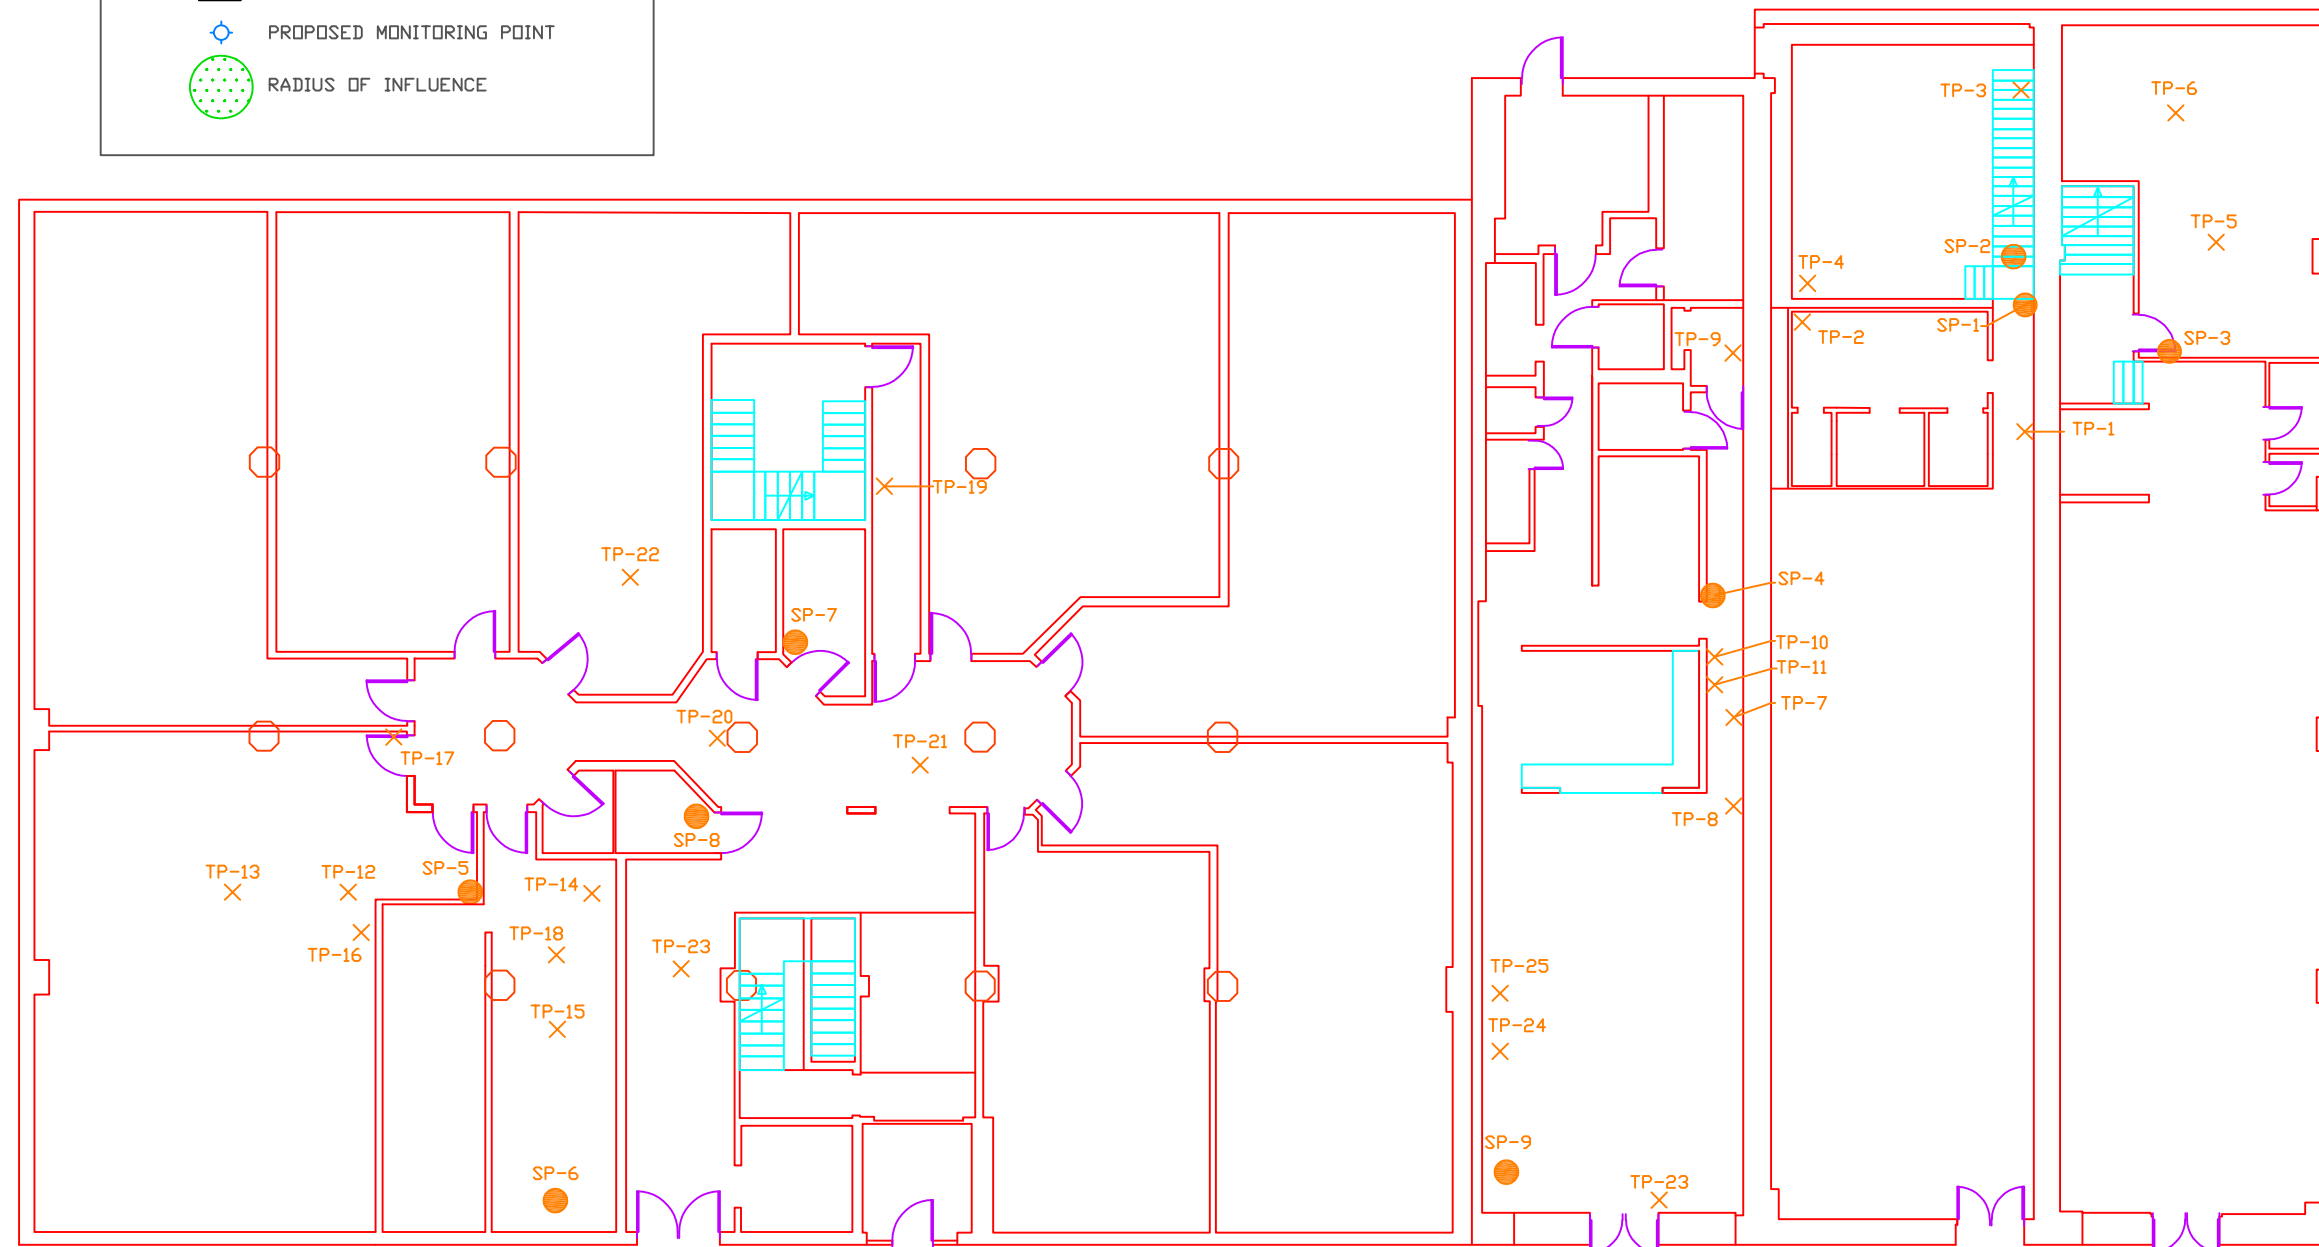 PROPOSED MONITORING POINT
RADIUS OF INFLUENCE
TP-3
TP-6
TP-5
SP-2
TP-4
SP-1
TP-2
TP-9
SP-3
TP-1
TP-19
TP-22
SP-4
SP-7
TP-10
TP-11
TP-7
TP-20
TP-21
TP-17
TP-8
SP-8
TP-13
TP-12
SP-5
TP-14
TP-18
TP-23
TP-16
TP-25
TP-15
TP-24
SP-9
SP-6
TP-23